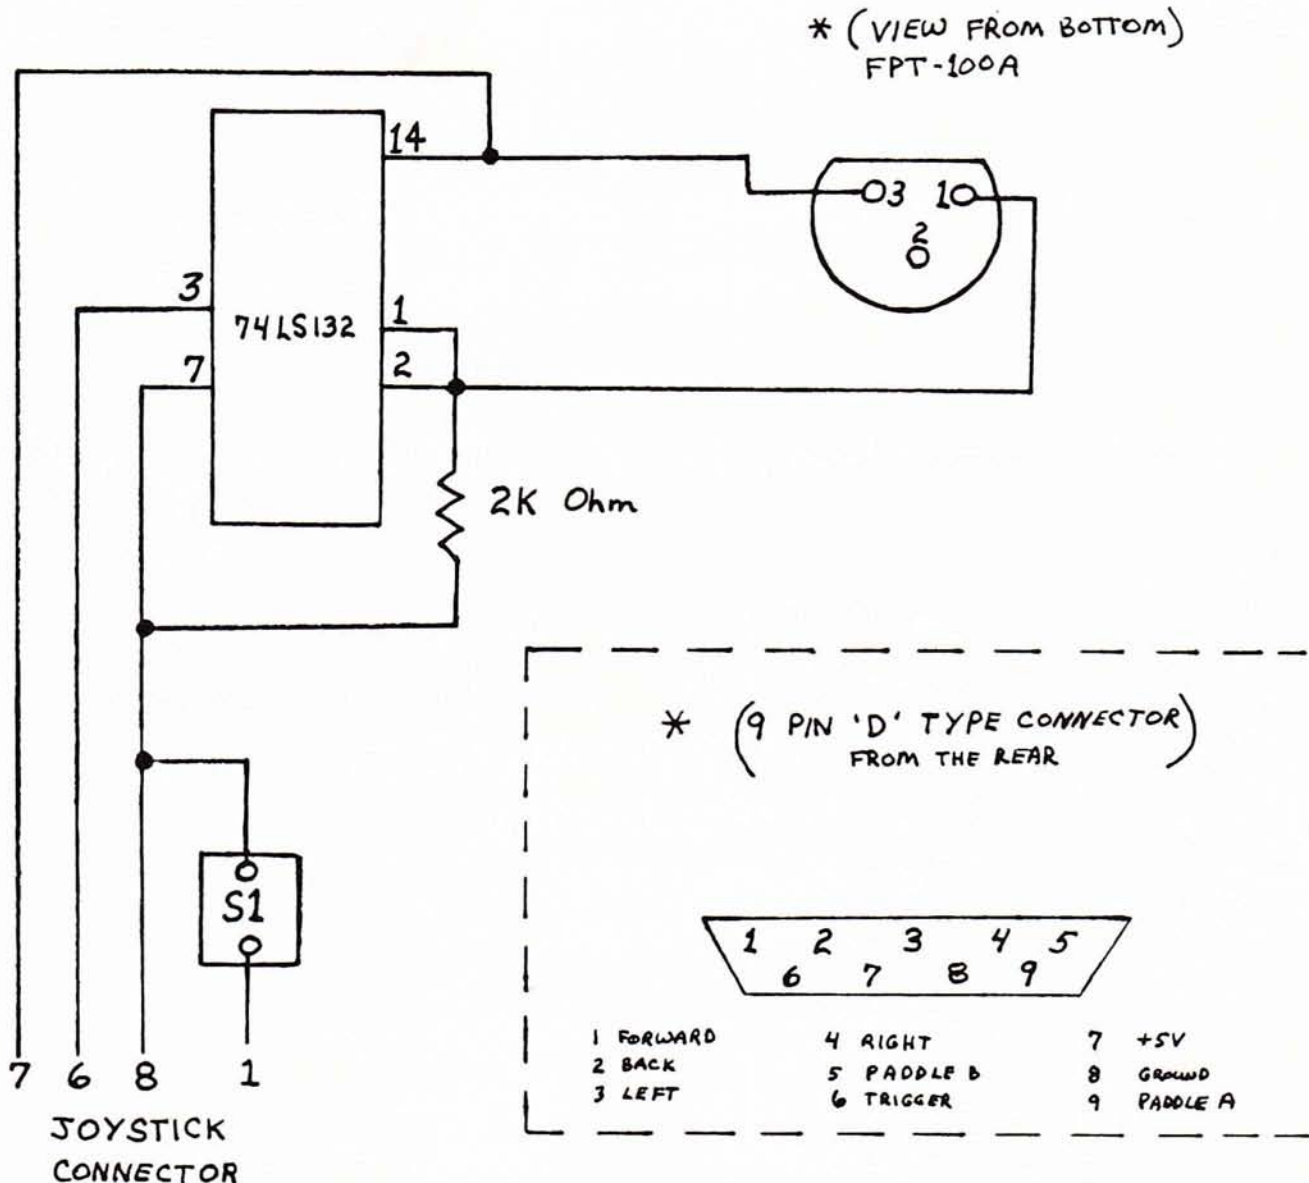 * (VIEW FROM BOTTOM)
FPT-100A
14
3 1
2
3
1
74LS132
7
2
2K Ohm
* (9 PIN 'D' TYPE CONNECTOR)
FROM THE REAR
S1
1 2 3 4 5
6 7 8 9
1 FORWARD
2 BACK
3 LEFT
4 RIGHT
5 PADDLE B
6 TRIGGER
7 +5V
8 GROUND
9 PADDLE A
7 6 8 1
JOYSTICK
CONNECTOR